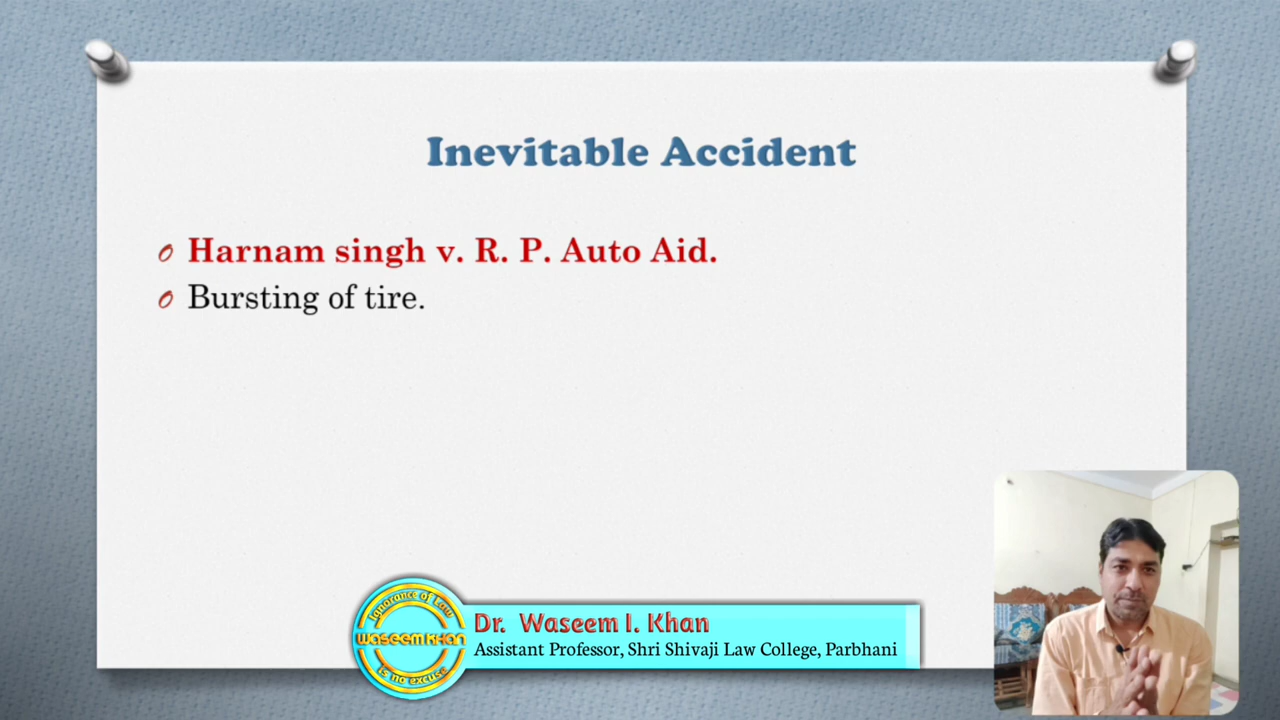 Inevitable Accident
Harnam singh v. R. P. Auto Aid.
Bursting of tire.
Ignorance of Law
WASEEM KHAN
is no excuse
Dr. Waseem I. Khan
Assistant Professor, Shri Shivaji Law College, Parbhani